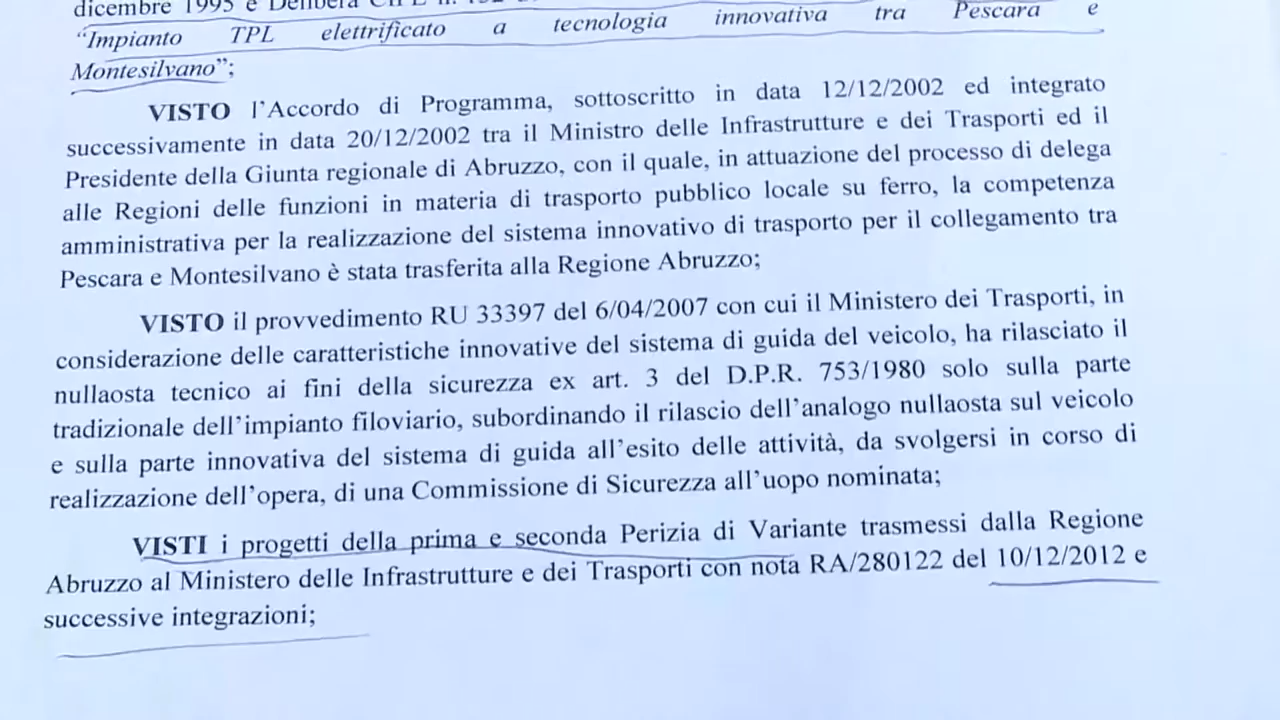 dicembre 1995 e Delibera
“Impianto TPL elettrificato a tecnologia innovativa tra Pescara e
Montesilvano”;
VISTO l’Accordo di Programma, sottoscritto in data 12/12/2002 ed integrato
successivamente in data 20/12/2002 tra il Ministro delle Infrastrutture e dei Trasporti ed il
Presidente della Giunta regionale di Abruzzo, con il quale, in attuazione del processo di delega
alle Regioni delle funzioni in materia di trasporto pubblico locale su ferro, la competenza
amministrativa per la realizzazione del sistema innovativo di trasporto per il collegamento tra
Pescara e Montesilvano è stata trasferita alla Regione Abruzzo;
VISTO il provvedimento RU 33397 del 6/04/2007 con cui il Ministero dei Trasporti, in
considerazione delle caratteristiche innovative del sistema di guida del veicolo, ha rilasciato il
nullaosta tecnico ai fini della sicurezza ex art. 3 del D.P.R. 753/1980 solo sulla parte
tradizionale dell’impianto filoviario, subordinando il rilascio dell’analogo nullaosta sul veicolo
e sulla parte innovativa del sistema di guida all’esito delle attività, da svolgersi in corso di
realizzazione dell’opera, di una Commissione di Sicurezza all’uopo nominata;
VISTI i progetti della prima e seconda Perizia di Variante trasmessi dalla Regione
Abruzzo al Ministero delle Infrastrutture e dei Trasporti con nota RA/280122 del 10/12/2012 e
successive integrazioni;